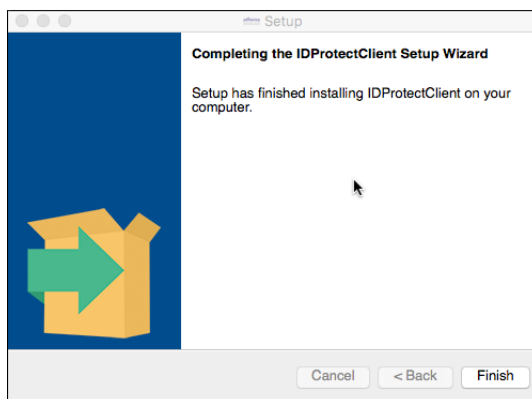 Setup
Completing the IDProtectClient Setup Wizard
Setup has finished installing IDProtectClient on your
computer.
Cancel
< Back
Finish